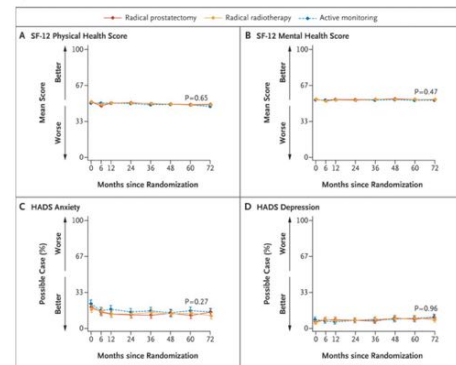 Radical prostatectomy Radical radiotherapy Active monitoring
A SF-12 Physical Health Score
100
67
33
0
Better
Worse
Mean Score
P=0.65
0 6 12 24 36 48 60 72
Months since Randomization
B SF-12 Mental Health Score
100
67
33
0
Better
Worse
Mean Score
P=0.47
0 6 12 24 36 48 60 72
Months since Randomization
C HADS Anxiety
100
67
33
0
Worse
Better
Possible Case (%)
P=0.27
0 6 12 24 36 48 60 72
Months since Randomization
D HADS Depression
100
67
33
0
Worse
Better
Possible Case (%)
P=0.96
0 6 12 24 36 48 60 72
Months since Randomization